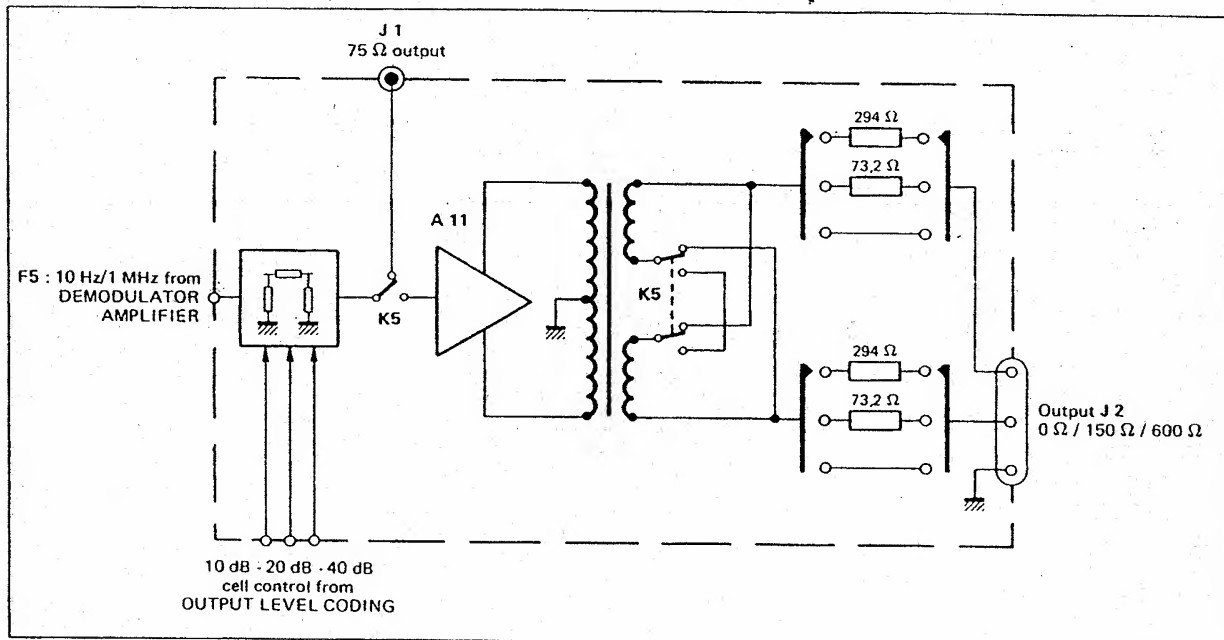 J 1
75 Ω output
294 Ω
73,2 Ω
A 11
F5 : 10 Hz/1 MHz from
DEMODULATOR
AMPLIFIER
K5
K5
294 Ω
73,2 Ω
Output J 2
0 Ω / 150 Ω / 600 Ω
10 dB - 20 dB - 40 dB
cell control from
OUTPUT LEVEL CODING